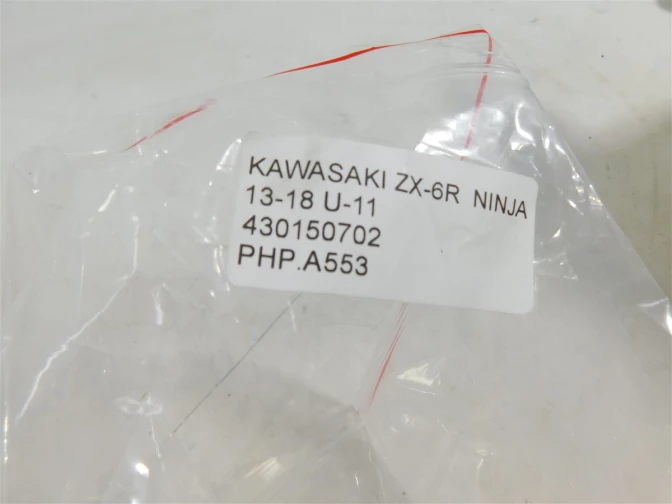 KAWASAKI ZX-6R NINJA
13-18 U-11
430150702
PHP.A553